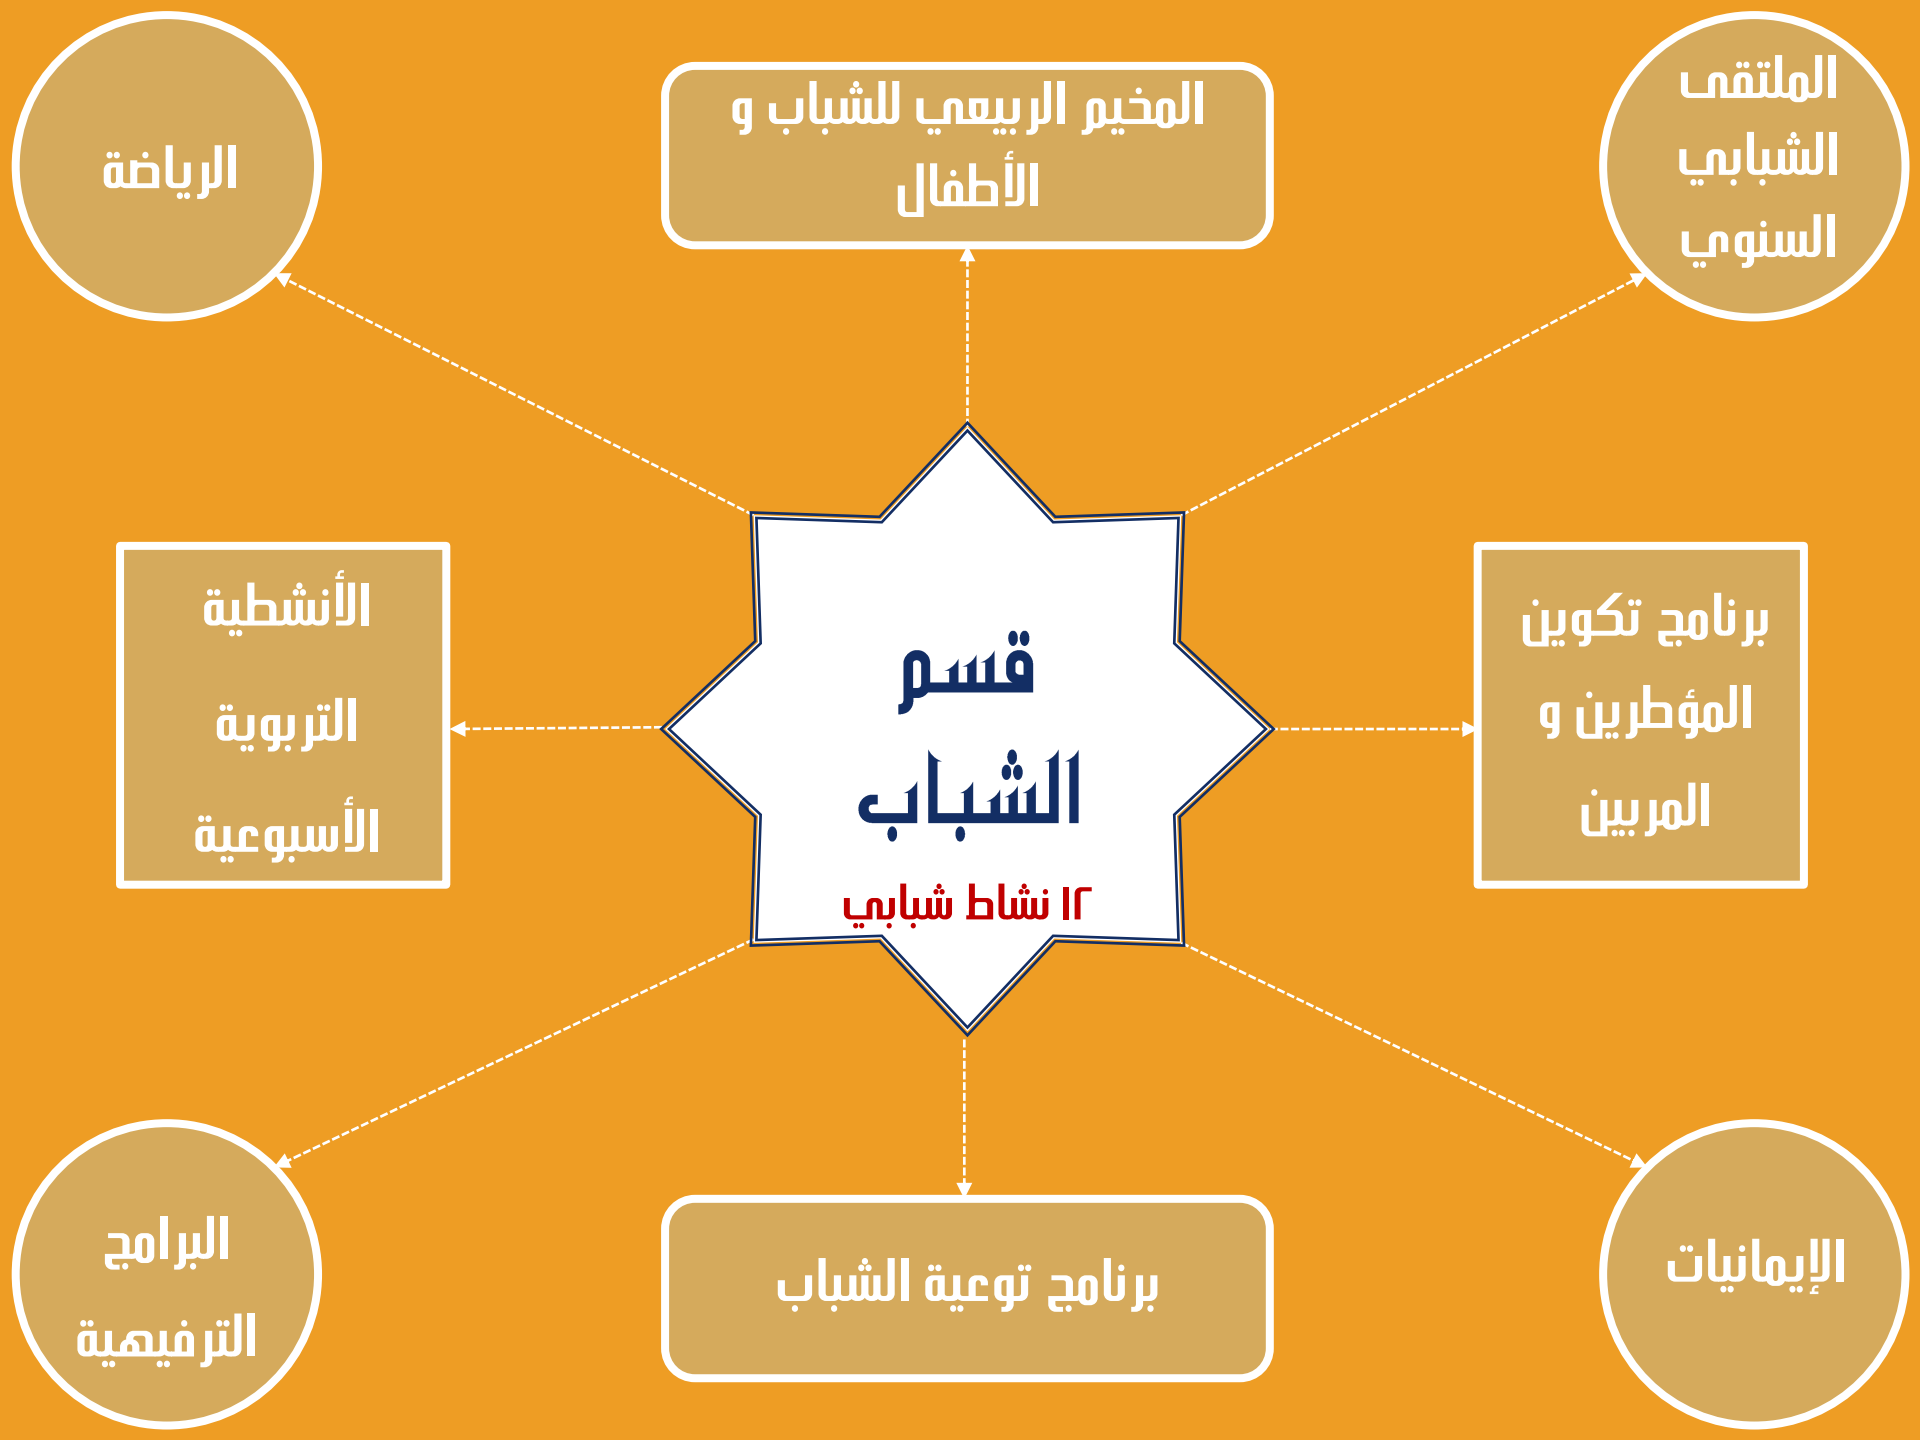 الملتقى
الشبابي
السنوي
المخيم الربيعي للشباب و
الأطفال
الرياضة
برنامج تكوين
المؤطرين و
المربين
قسم
الشباب
١٢ نشاط شبابي
الأنشطية
التربوية
الأسبوعية
الإيمانيات
برنامج توعية الشباب
البرامج
الترفيهية